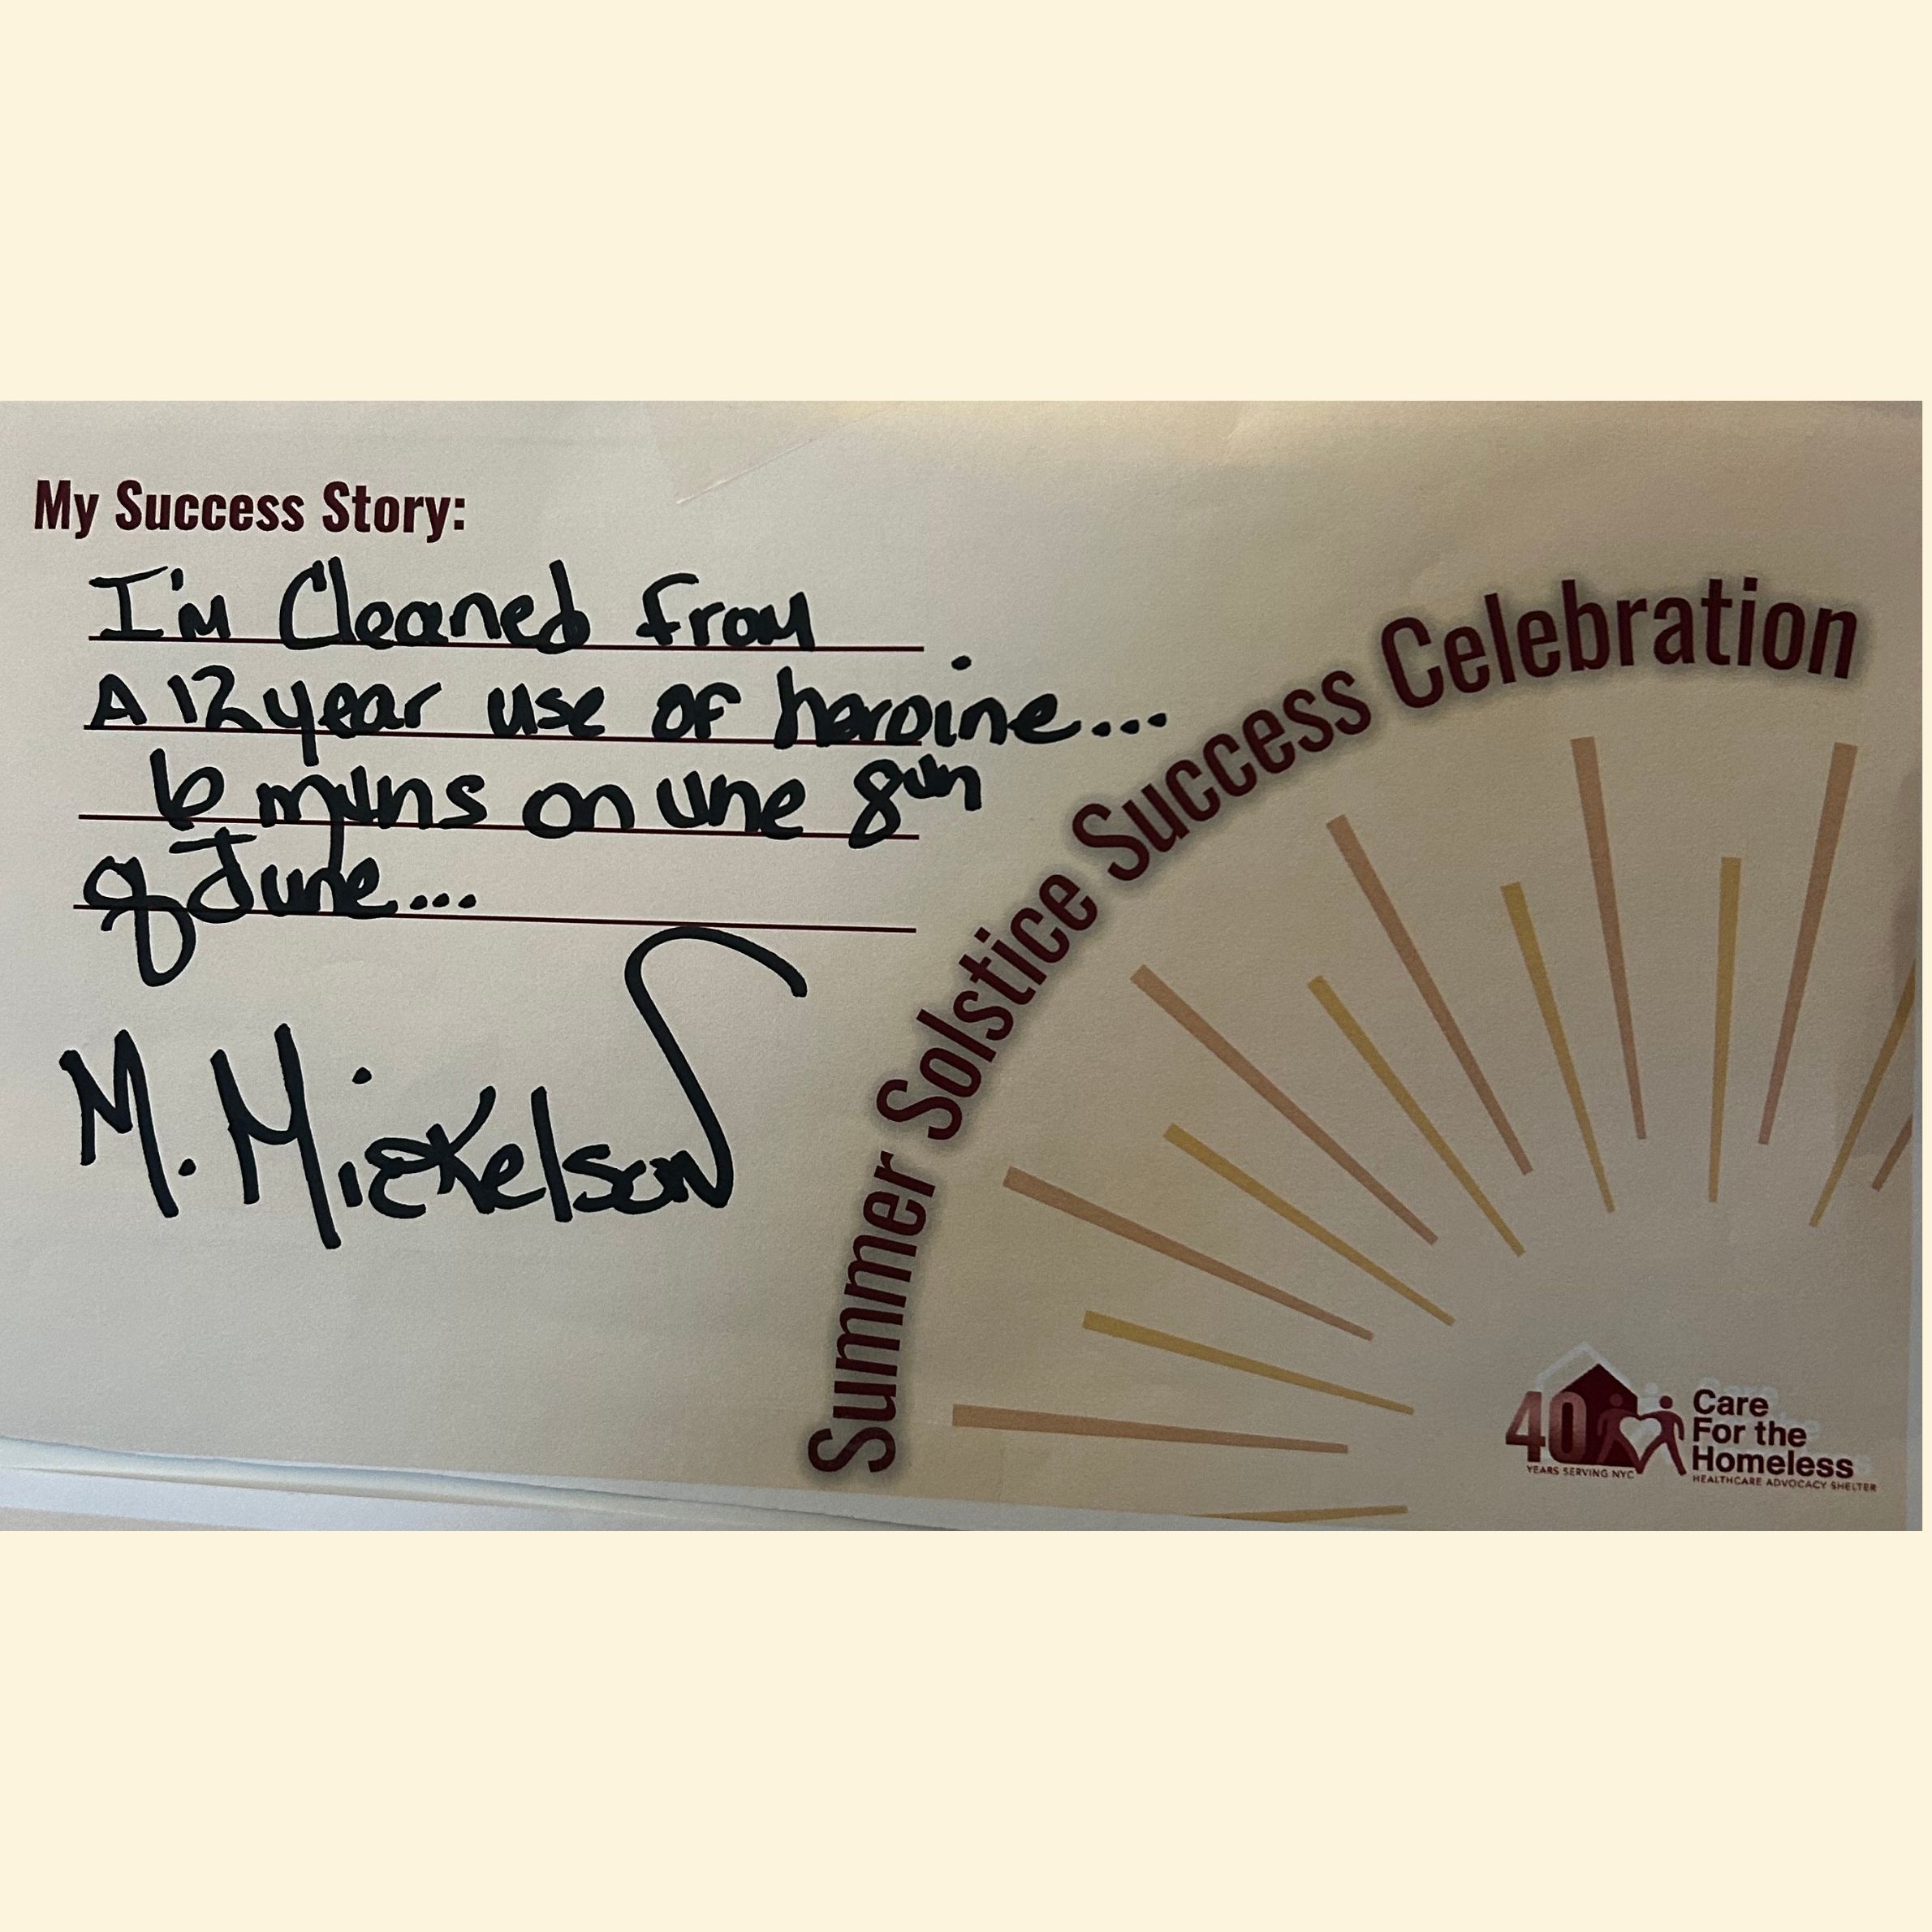 My Success Story:
I'm Cleaned from
A 12 year use of heroine...
6 mths on the 8th
of June...
M. Mickelson
Summer Solstice Success Celebration
40
YEARS SERVING NYC
Care
For the
Homeless
HEALTHCARE ADVOCACY SHELTER